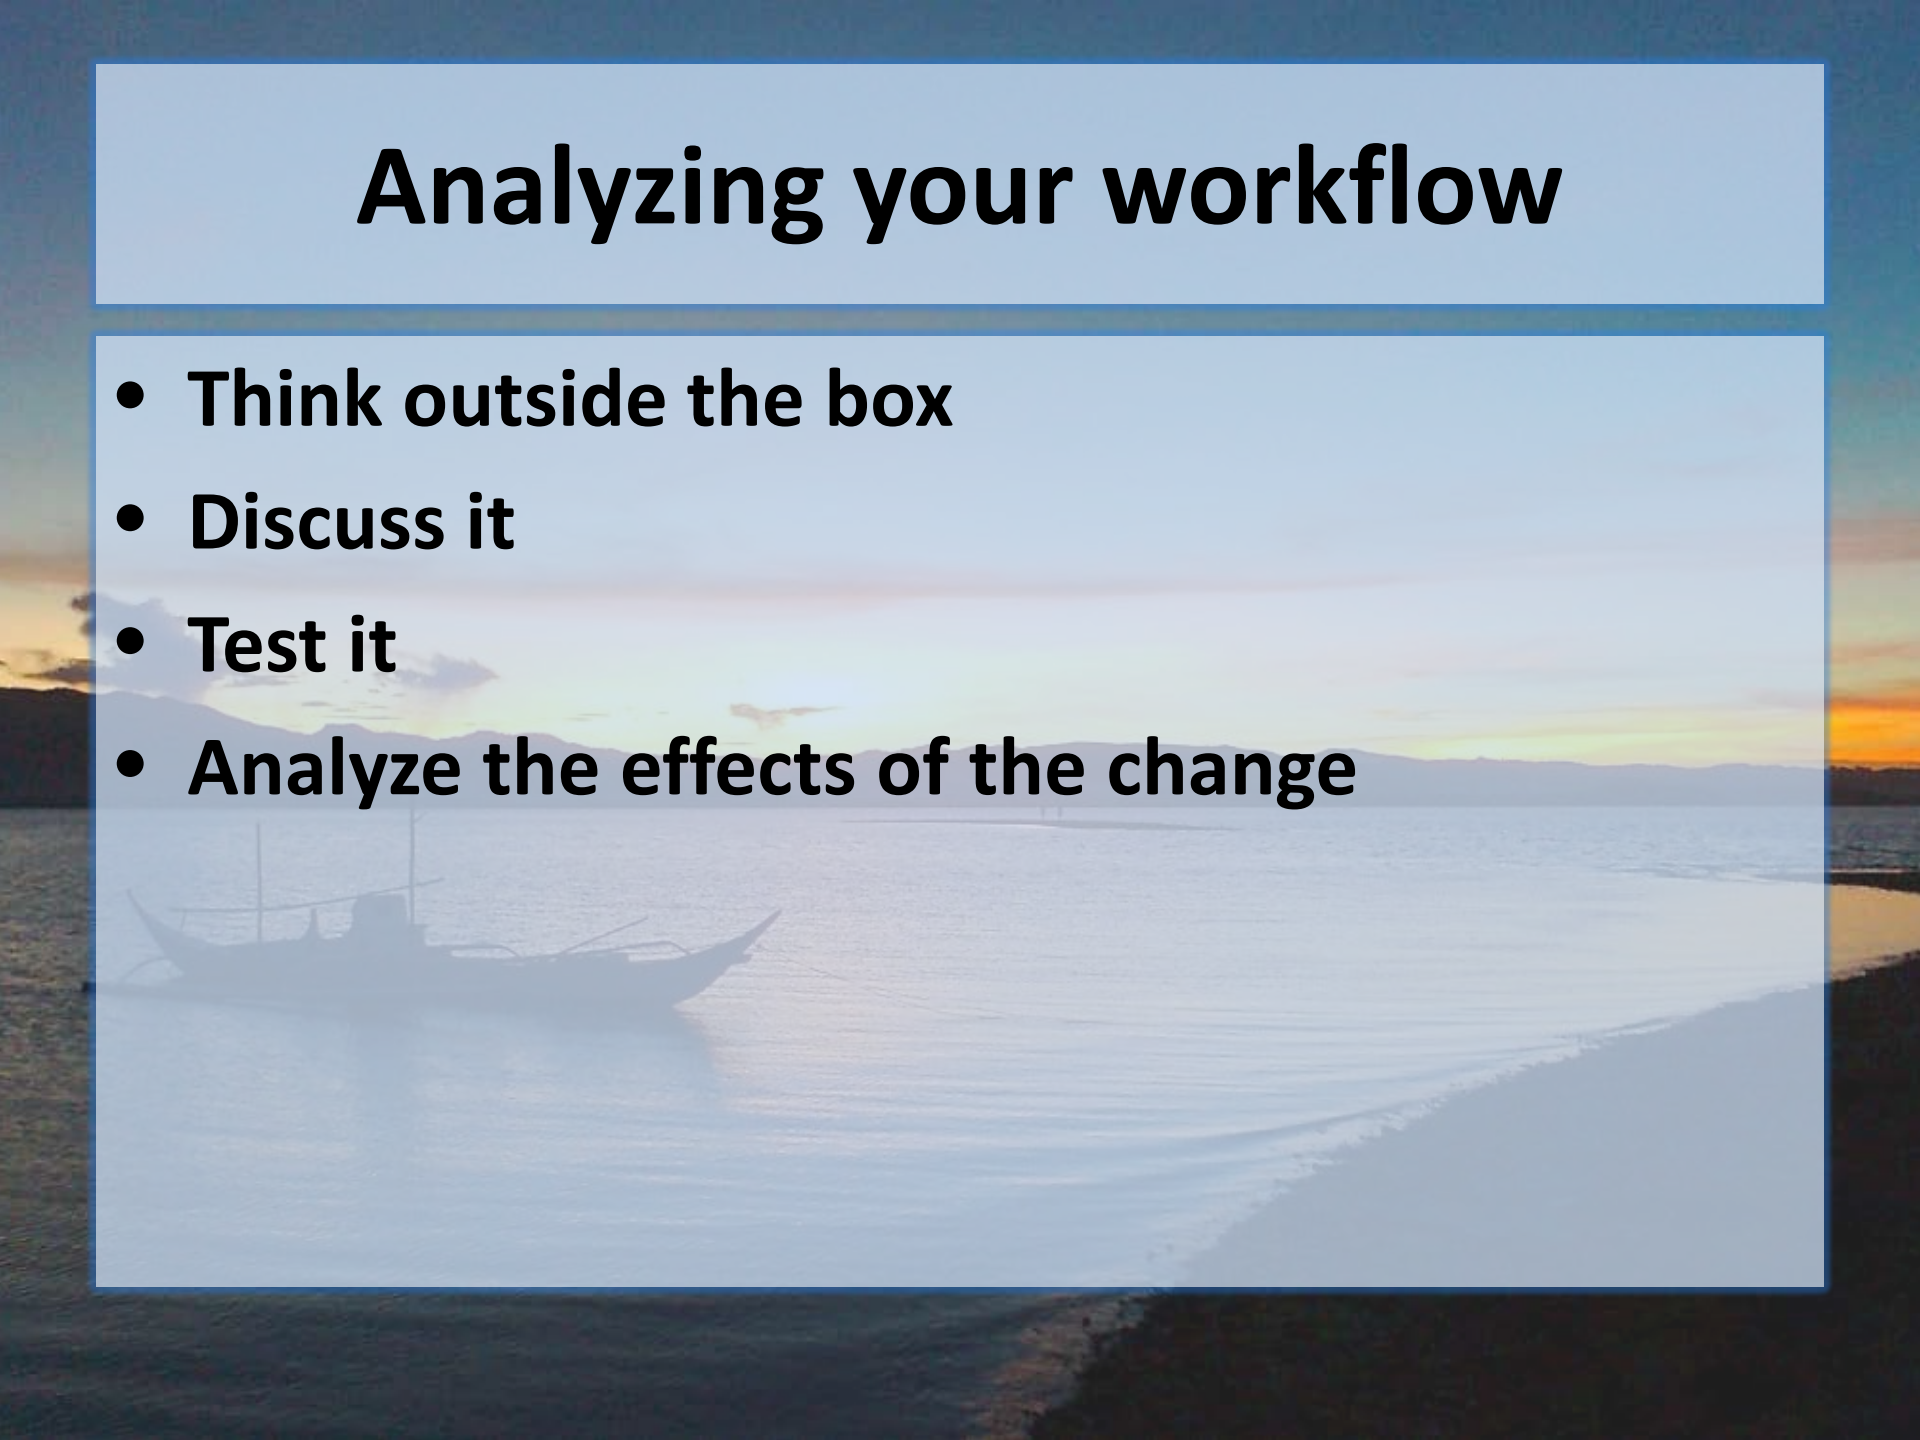 Analyzing your workflow
• Think outside the box
• Discuss it
• Test it
• Analyze the effects of the change